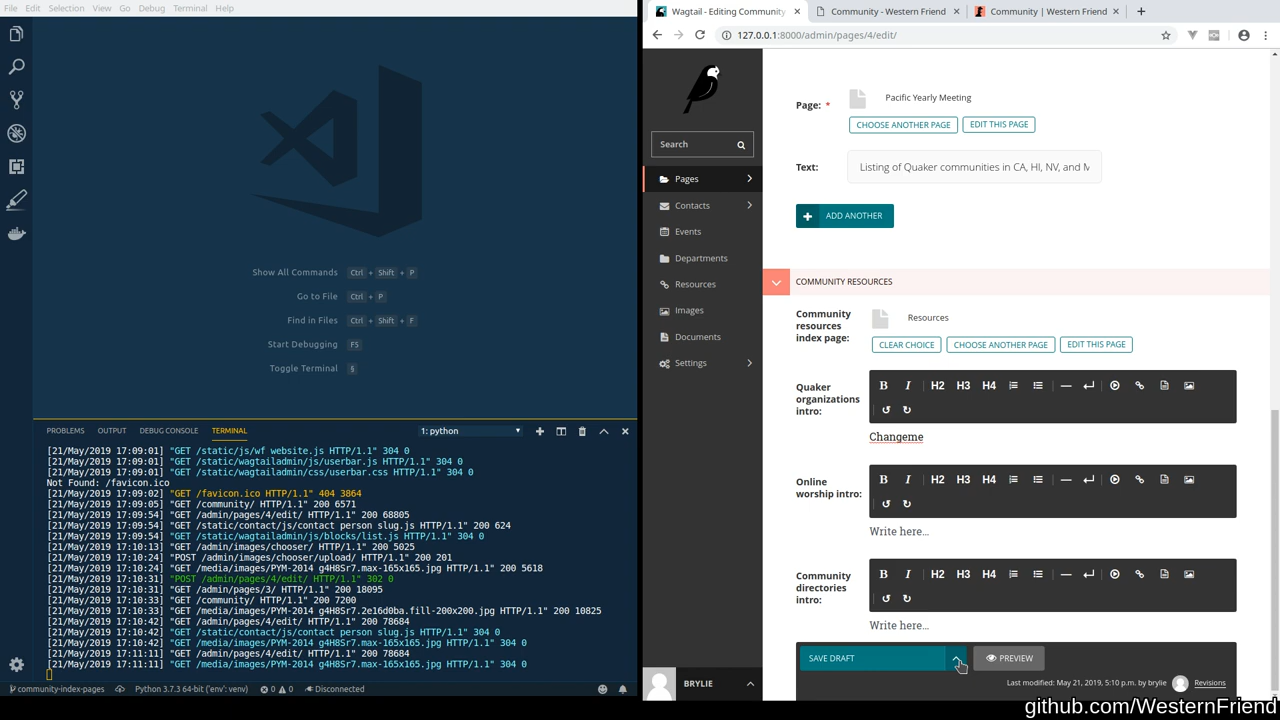 File Edit Selection View Go Debug Terminal Help
Show All Commands Ctrl + Shift + P
Go to File Ctrl + P
Find in Files Ctrl + Shift + F
Start Debugging F5
Toggle Terminal §
PROBLEMS OUTPUT DEBUG CONSOLE TERMINAL 1: python
[21/May/2019 17:09:01] "GET /static/js/wf_website.js HTTP/1.1" 304 0
[21/May/2019 17:09:01] "GET /static/wagtailadmin/js/userbar.js HTTP/1.1" 304 0
[21/May/2019 17:09:01] "GET /static/wagtailadmin/css/userbar.css HTTP/1.1" 304 0
Not Found: /favicon.ico
[21/May/2019 17:09:02] "GET /favicon.ico HTTP/1.1" 404 3864
[21/May/2019 17:09:05] "GET /community/ HTTP/1.1" 200 6571
[21/May/2019 17:09:54] "GET /admin/pages/4/edit/ HTTP/1.1" 200 68805
[21/May/2019 17:09:54] "GET /static/contact/js/contact_person_slug.js HTTP/1.1" 200 624
[21/May/2019 17:09:54] "GET /static/wagtailadmin/js/blocks/list.js HTTP/1.1" 304 0
[21/May/2019 17:10:13] "GET /admin/images/chooser/ HTTP/1.1" 200 5025
[21/May/2019 17:10:24] "POST /admin/images/chooser/upload/ HTTP/1.1" 200 201
[21/May/2019 17:10:24] "GET /media/images/PYM-2014_g4H8Sr7.max-165x165.jpg HTTP/1.1" 200 5618
[21/May/2019 17:10:31] "POST /admin/pages/4/edit/ HTTP/1.1" 302 0
[21/May/2019 17:10:31] "GET /admin/pages/3/ HTTP/1.1" 200 18095
[21/May/2019 17:10:33] "GET /community/ HTTP/1.1" 200 7200
[21/May/2019 17:10:33] "GET /media/images/PYM-2014_g4H8Sr7.2e16d0ba.fill-200x200.jpg HTTP/1.1" 200 10825
[21/May/2019 17:10:42] "GET /admin/pages/4/edit/ HTTP/1.1" 200 78684
[21/May/2019 17:10:42] "GET /static/contact/js/contact_person_slug.js HTTP/1.1" 304 0
[21/May/2019 17:10:42] "GET /media/images/PYM-2014_g4H8Sr7.max-165x165.jpg HTTP/1.1" 304 0
[21/May/2019 17:11:11] "GET /admin/pages/4/edit/ HTTP/1.1" 200 78684
[21/May/2019 17:11:11] "GET /media/images/PYM-2014_g4H8Sr7.max-165x165.jpg HTTP/1.1" 304 0
community-index-pages Python 3.7.3 64-bit ('env': venv) 0 0 Disconnected
Wagtail - Editing Community Community - Western Friend Community | Western Friend
127.0.0.1:8000/admin/pages/4/edit/
Search
Pages
Contacts
Events
Departments
Resources
Images
Documents
Settings
BRYLIE
Page: * Pacific Yearly Meeting
CHOOSE ANOTHER PAGE EDIT THIS PAGE
Text: Listing of Quaker communities in CA, HI, NV, and M
ADD ANOTHER
COMMUNITY RESOURCES
Community resources index page: Resources
CLEAR CHOICE CHOOSE ANOTHER PAGE EDIT THIS PAGE
Quaker organizations intro: B I H2 H3 H4
Changeme
Online worship intro: B I H2 H3 H4
Write here…
Community directories intro: B I H2 H3 H4
Write here…
SAVE DRAFT PREVIEW
Last modified: May 21, 2019, 5:10 p.m. by brylie Revisions
github.com/WesternFriend